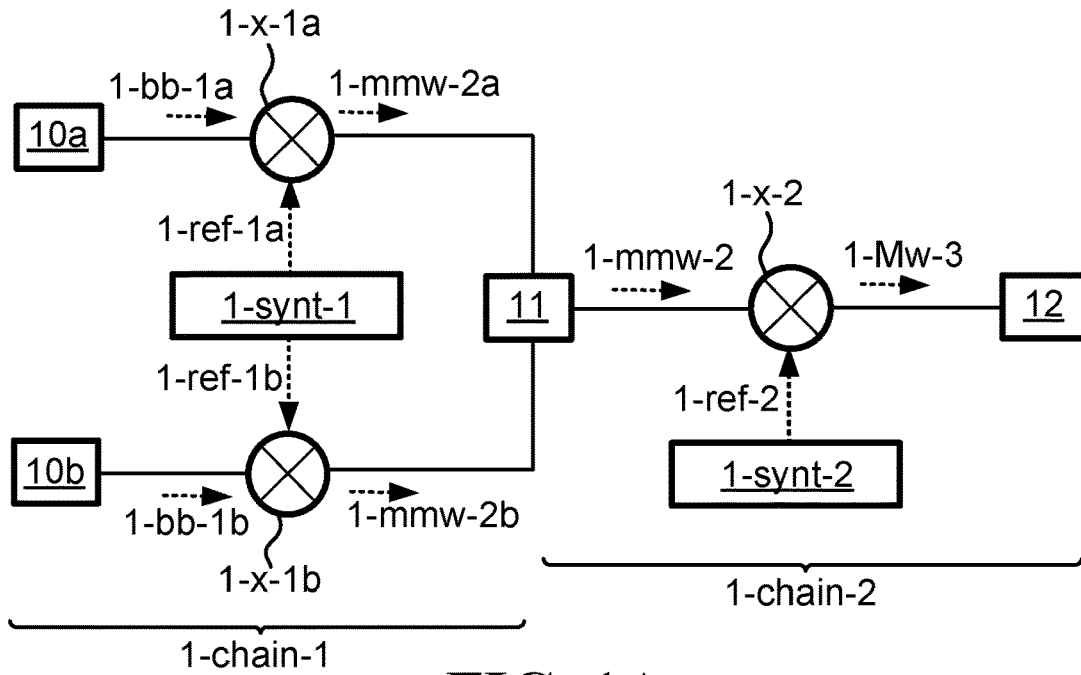 1-x-1a
1-bb-1a
1-mmw-2a
10a
1-ref-1a
1-x-2
1-mmw-2
1-Mw-3
1-synt-1
11
12
1-ref-1b
1-ref-2
10b
1-synt-2
1-bb-1b
1-mmw-2b
1-x-1b
1-chain-2
1-chain-1